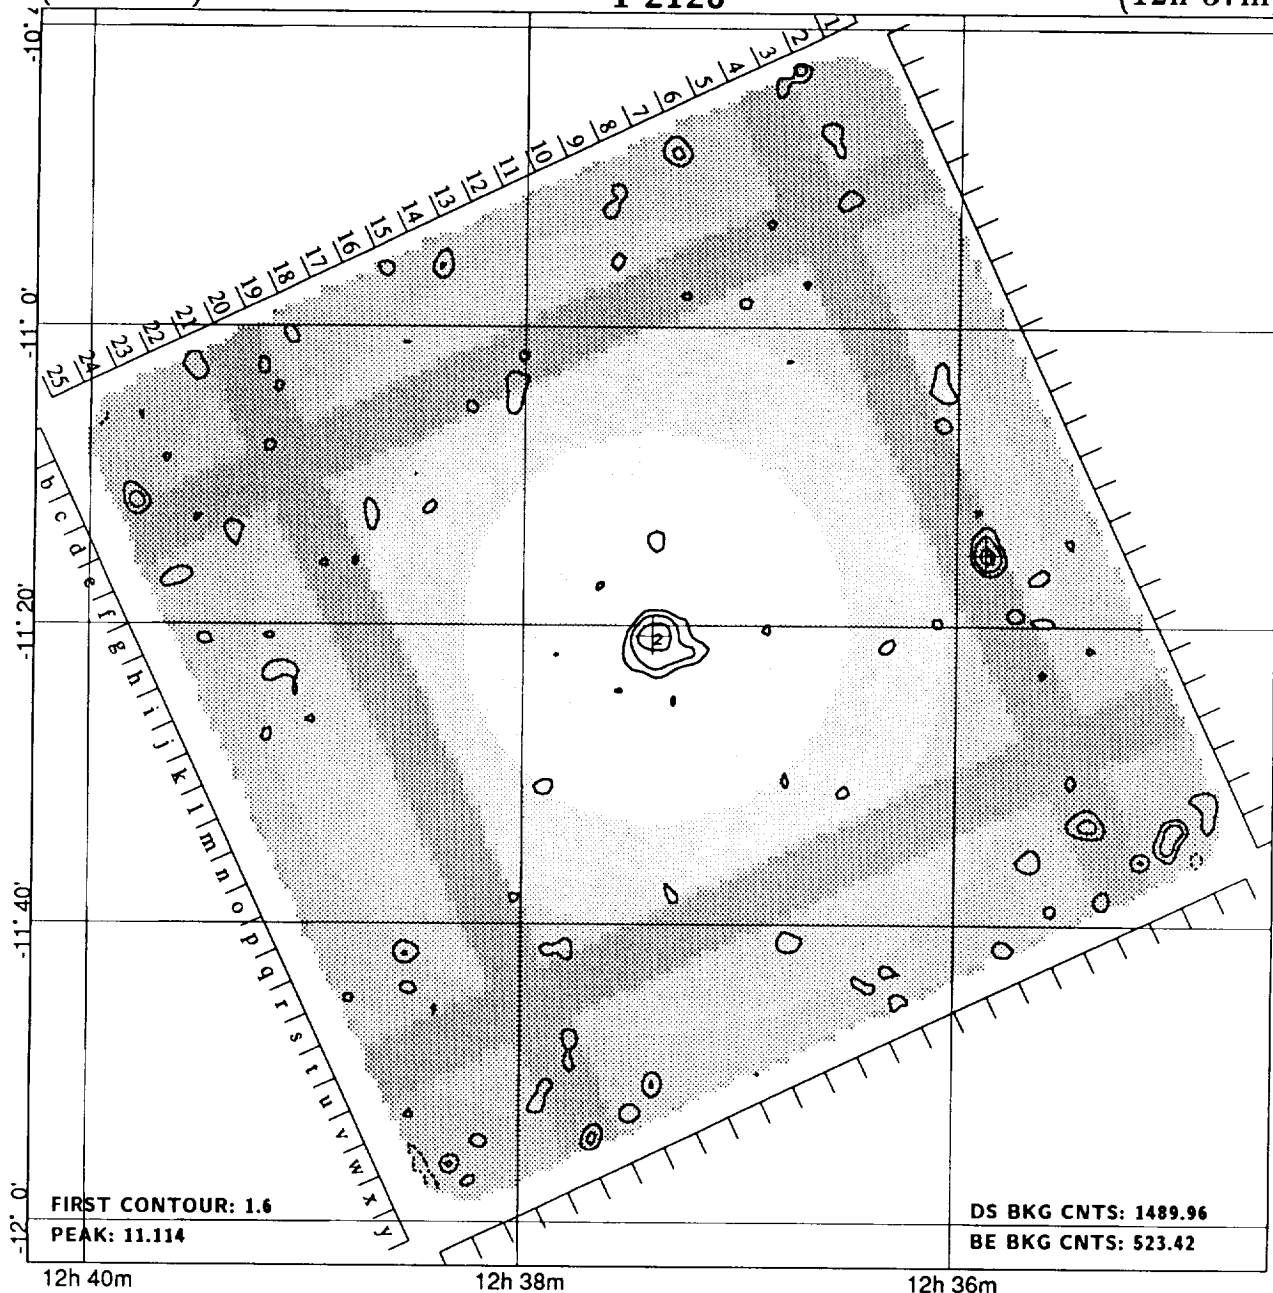 -11° 0'
-11° 20'
-11° 40'
-12° 0'
1 2 3 4 5 6 7 8 9 10 11 12 13 14 15 16 17 18 19 20 21 22 23 24 25
b c d e f g h i j k l m n o p q r s t u v w x y
2
FIRST CONTOUR: 1.6
PEAK: 11.114
DS BKG CNTS: 1489.96
BE BKG CNTS: 523.42
12h 40m
12h 38m
12h 36m